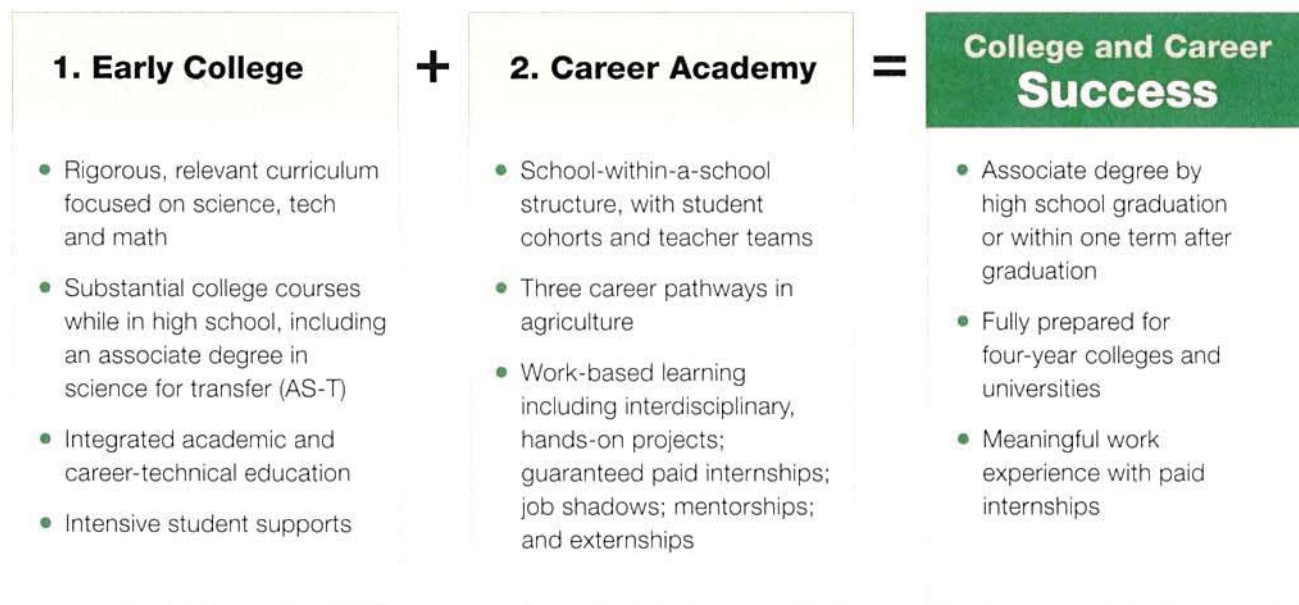 1. Early College
+
2. Career Academy
=
College and Career
Success
• Rigorous, relevant curriculum
focused on science, tech
and math
• Substantial college courses
while in high school, including
an associate degree in
science for transfer (AS-T)
• Integrated academic and
career-technical education
• Intensive student supports
• School-within-a-school
structure, with student
cohorts and teacher teams
• Three career pathways in
agriculture
• Work-based learning
including interdisciplinary,
hands-on projects;
guaranteed paid internships;
job shadows; mentorships;
and externships
• Associate degree by
high school graduation
or within one term after
graduation
• Fully prepared for
four-year colleges and
universities
• Meaningful work
experience with paid
internships